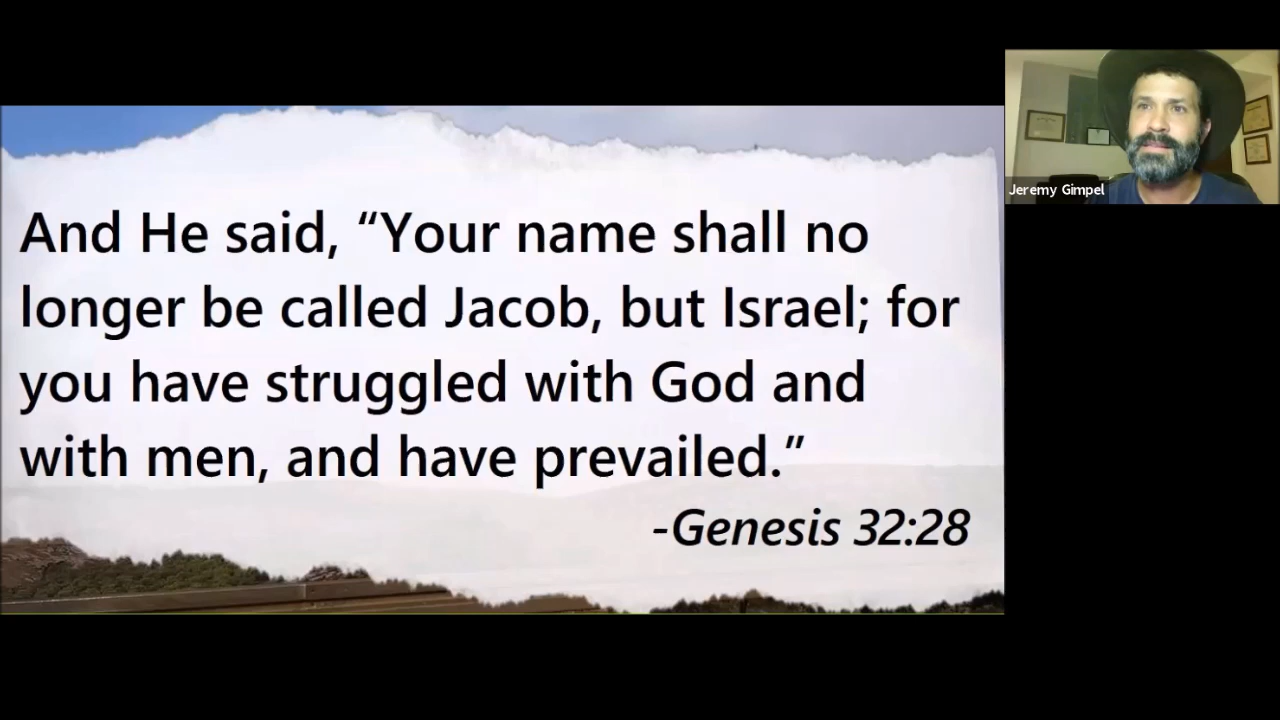 And He said, “Your name shall no
longer be called Jacob, but Israel; for
you have struggled with God and
with men, and have prevailed.”
-Genesis 32:28
Jeremy Gimpel